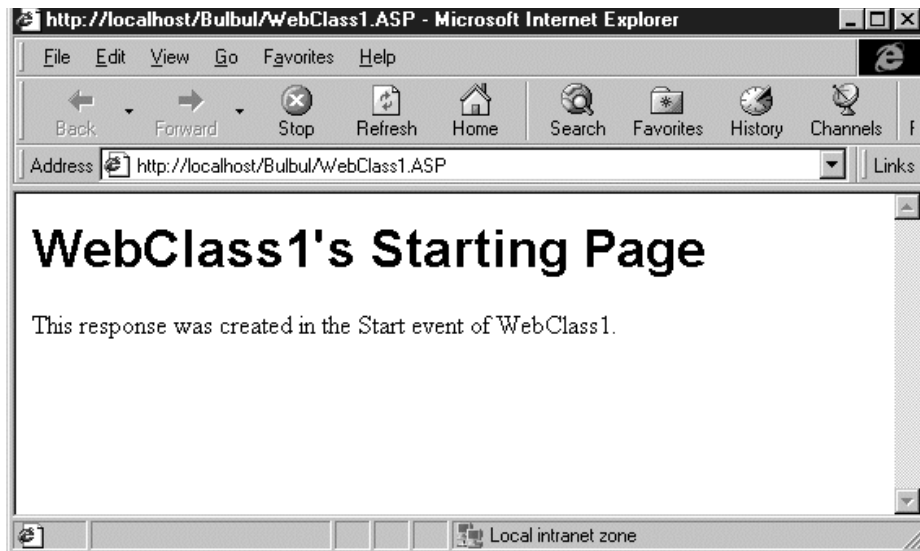 http://localhost/Bulbul/WebClass1.ASP - Microsoft Internet Explorer
File Edit View Go Favorites Help
Back Forward Stop Refresh Home Search Favorites History Channels
Address http://localhost/Bulbul/WebClass1.ASP Links
WebClass1's Starting Page
This response was created in the Start event of WebClass1.
Local intranet zone